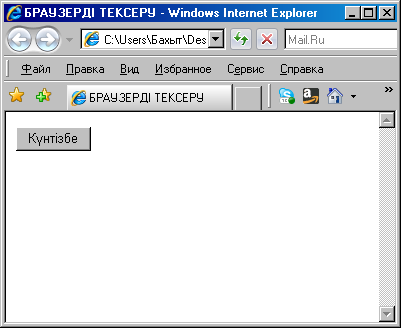 БРАУЗЕРДІ ТЕКСЕРУ - Windows Internet Explorer
C:\Users\Бахыт\Des
Mail.Ru
Файл Правка Вид Избранное Сервис Справка
БРАУЗЕРДІ ТЕКСЕРУ
Күнтізбе